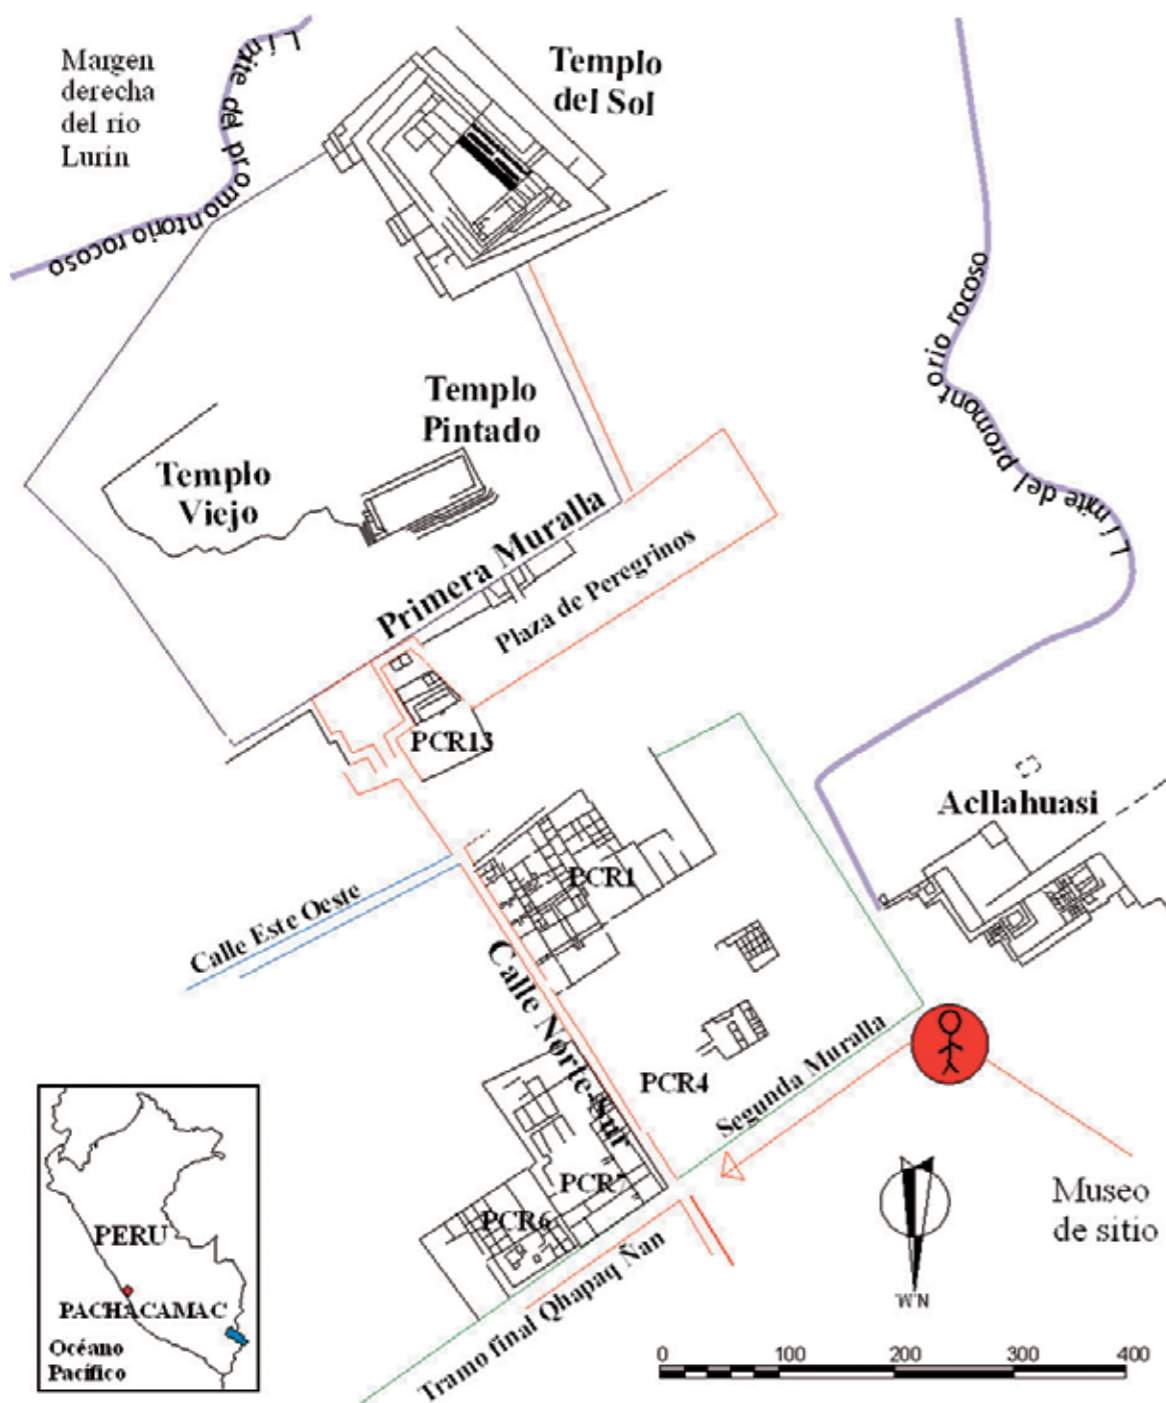 Margen
derecha
del rio
Lurín
Límite del promontorio rocoso
Templo
del Sol
Límite del promontorio rocoso
Templo
Pintado
Templo
Viejo
Primera Muralla
Plaza de Peregrinos
PCR13
Acllahuasi
PCR1
Calle Este Oeste
Calle Norte-Sur
Segunda Muralla
PCR4
PCR7
PCR6
Tramo final Qhapaq Ñan
Museo
de sitio
PERU
PACHACAMAC
Océano
Pacífico
0 100 200 300 400